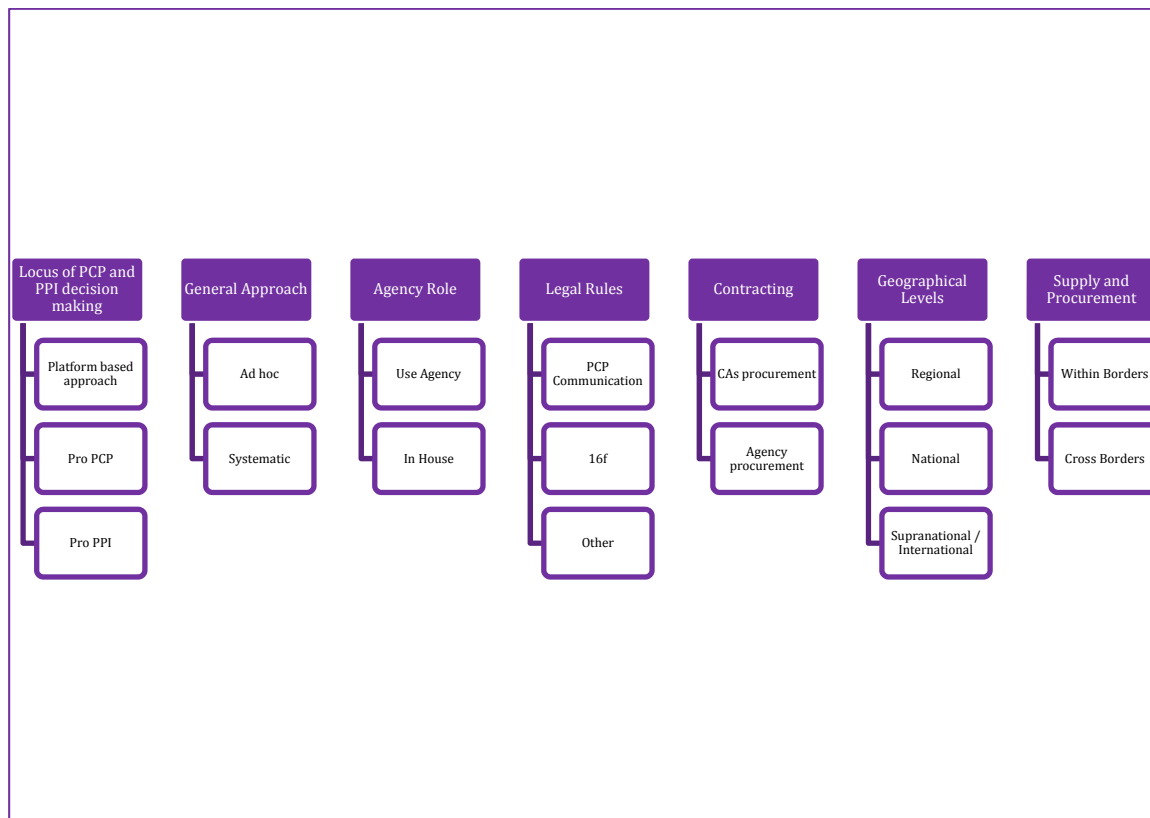 Locus of PCP and
PPI decision
making
Platform based
approach
Pro PCP
Pro PPI
General Approach
Ad hoc
Systematic
Agency Role
Use Agency
In House
Legal Rules
PCP
Communication
16f
Other
Contracting
CAs procurement
Agency
procurement
Geographical
Levels
Regional
National
Supranational /
International
Supply and
Procurement
Within Borders
Cross Borders